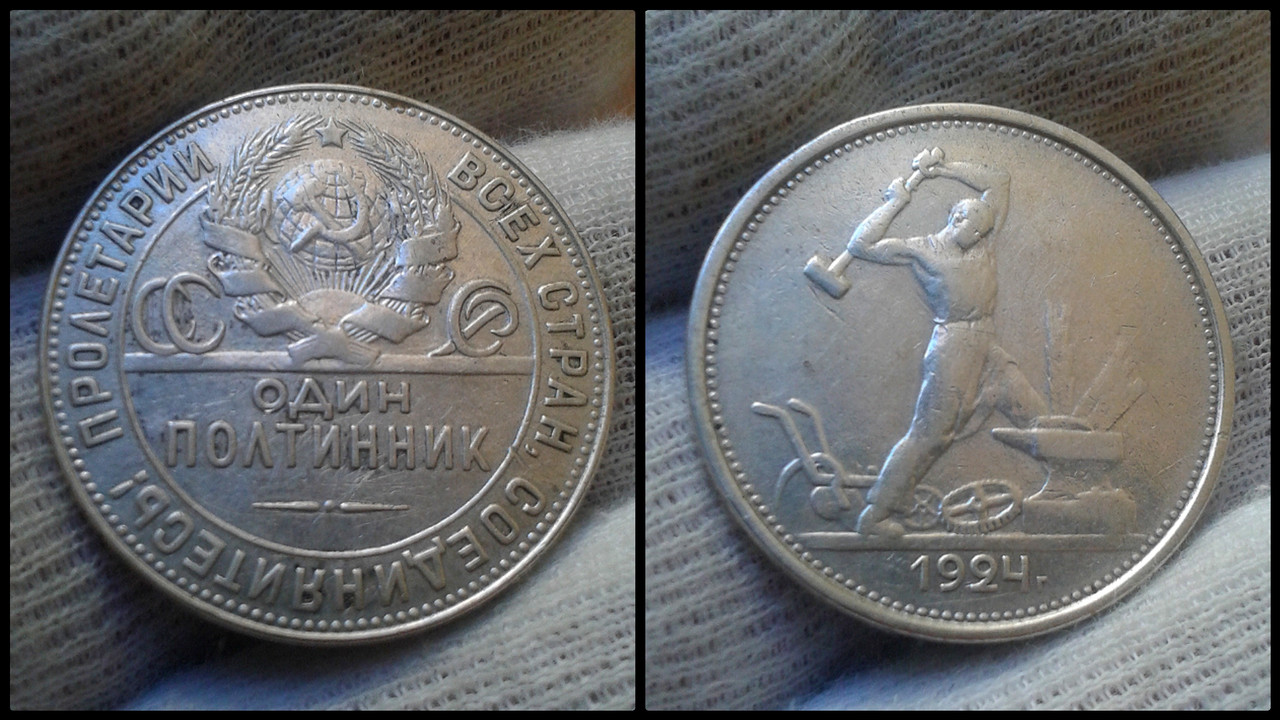 ПРОЛЕТАРИИ ВСЕХ СТРАН, СОЕДИНЯЙТЕСЬ!
СССР
ОДИН
ПОЛТИННИК
1924.